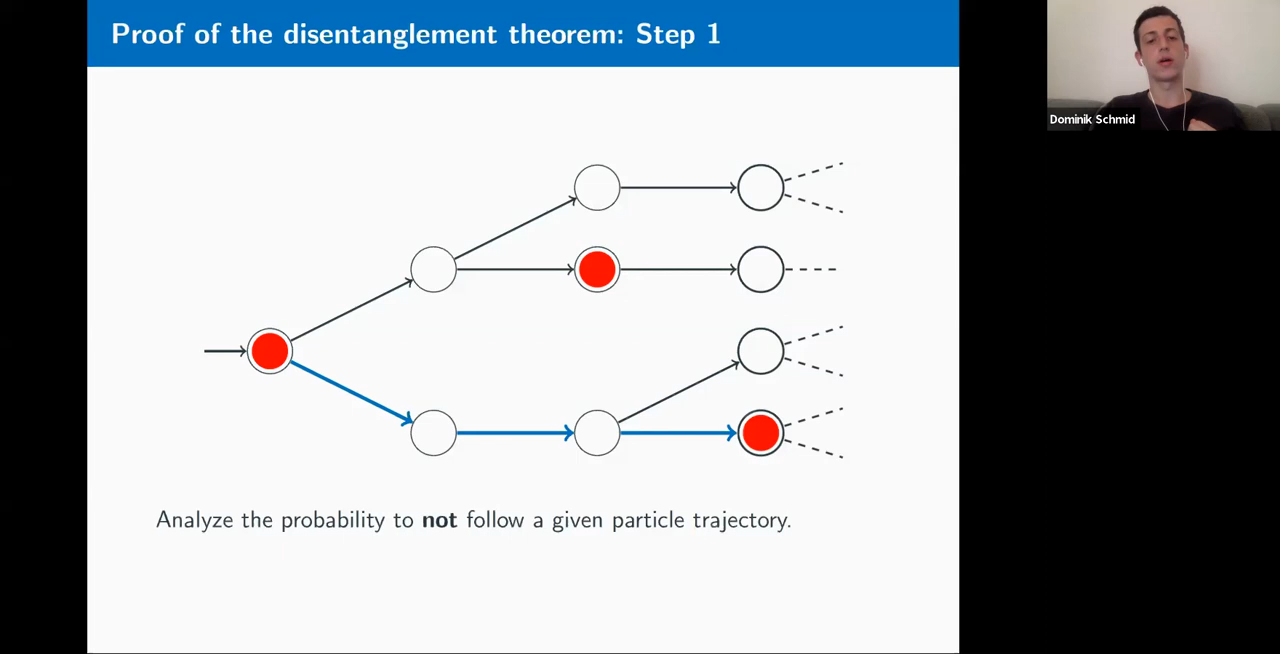 Proof of the disentanglement theorem: Step 1
Dominik Schmid
Analyze the probability to not follow a given particle trajectory.